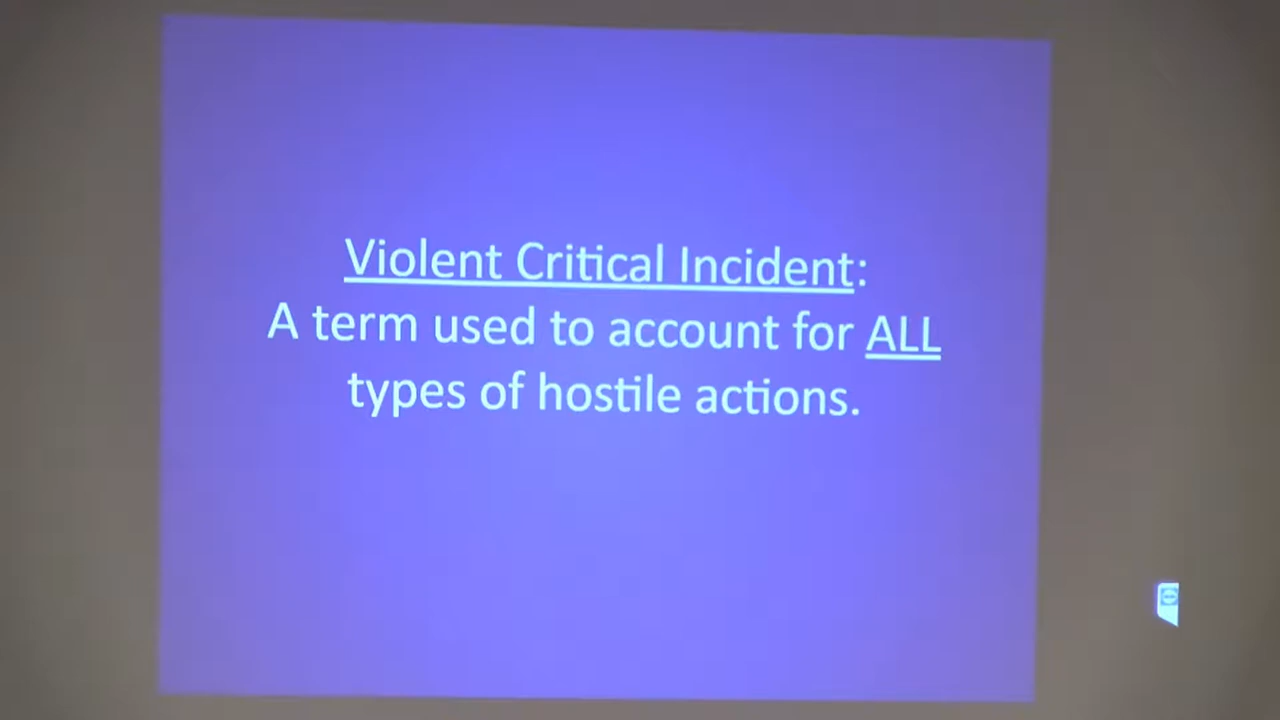 Violent Critical Incident:
A term used to account for ALL
types of hostile actions.